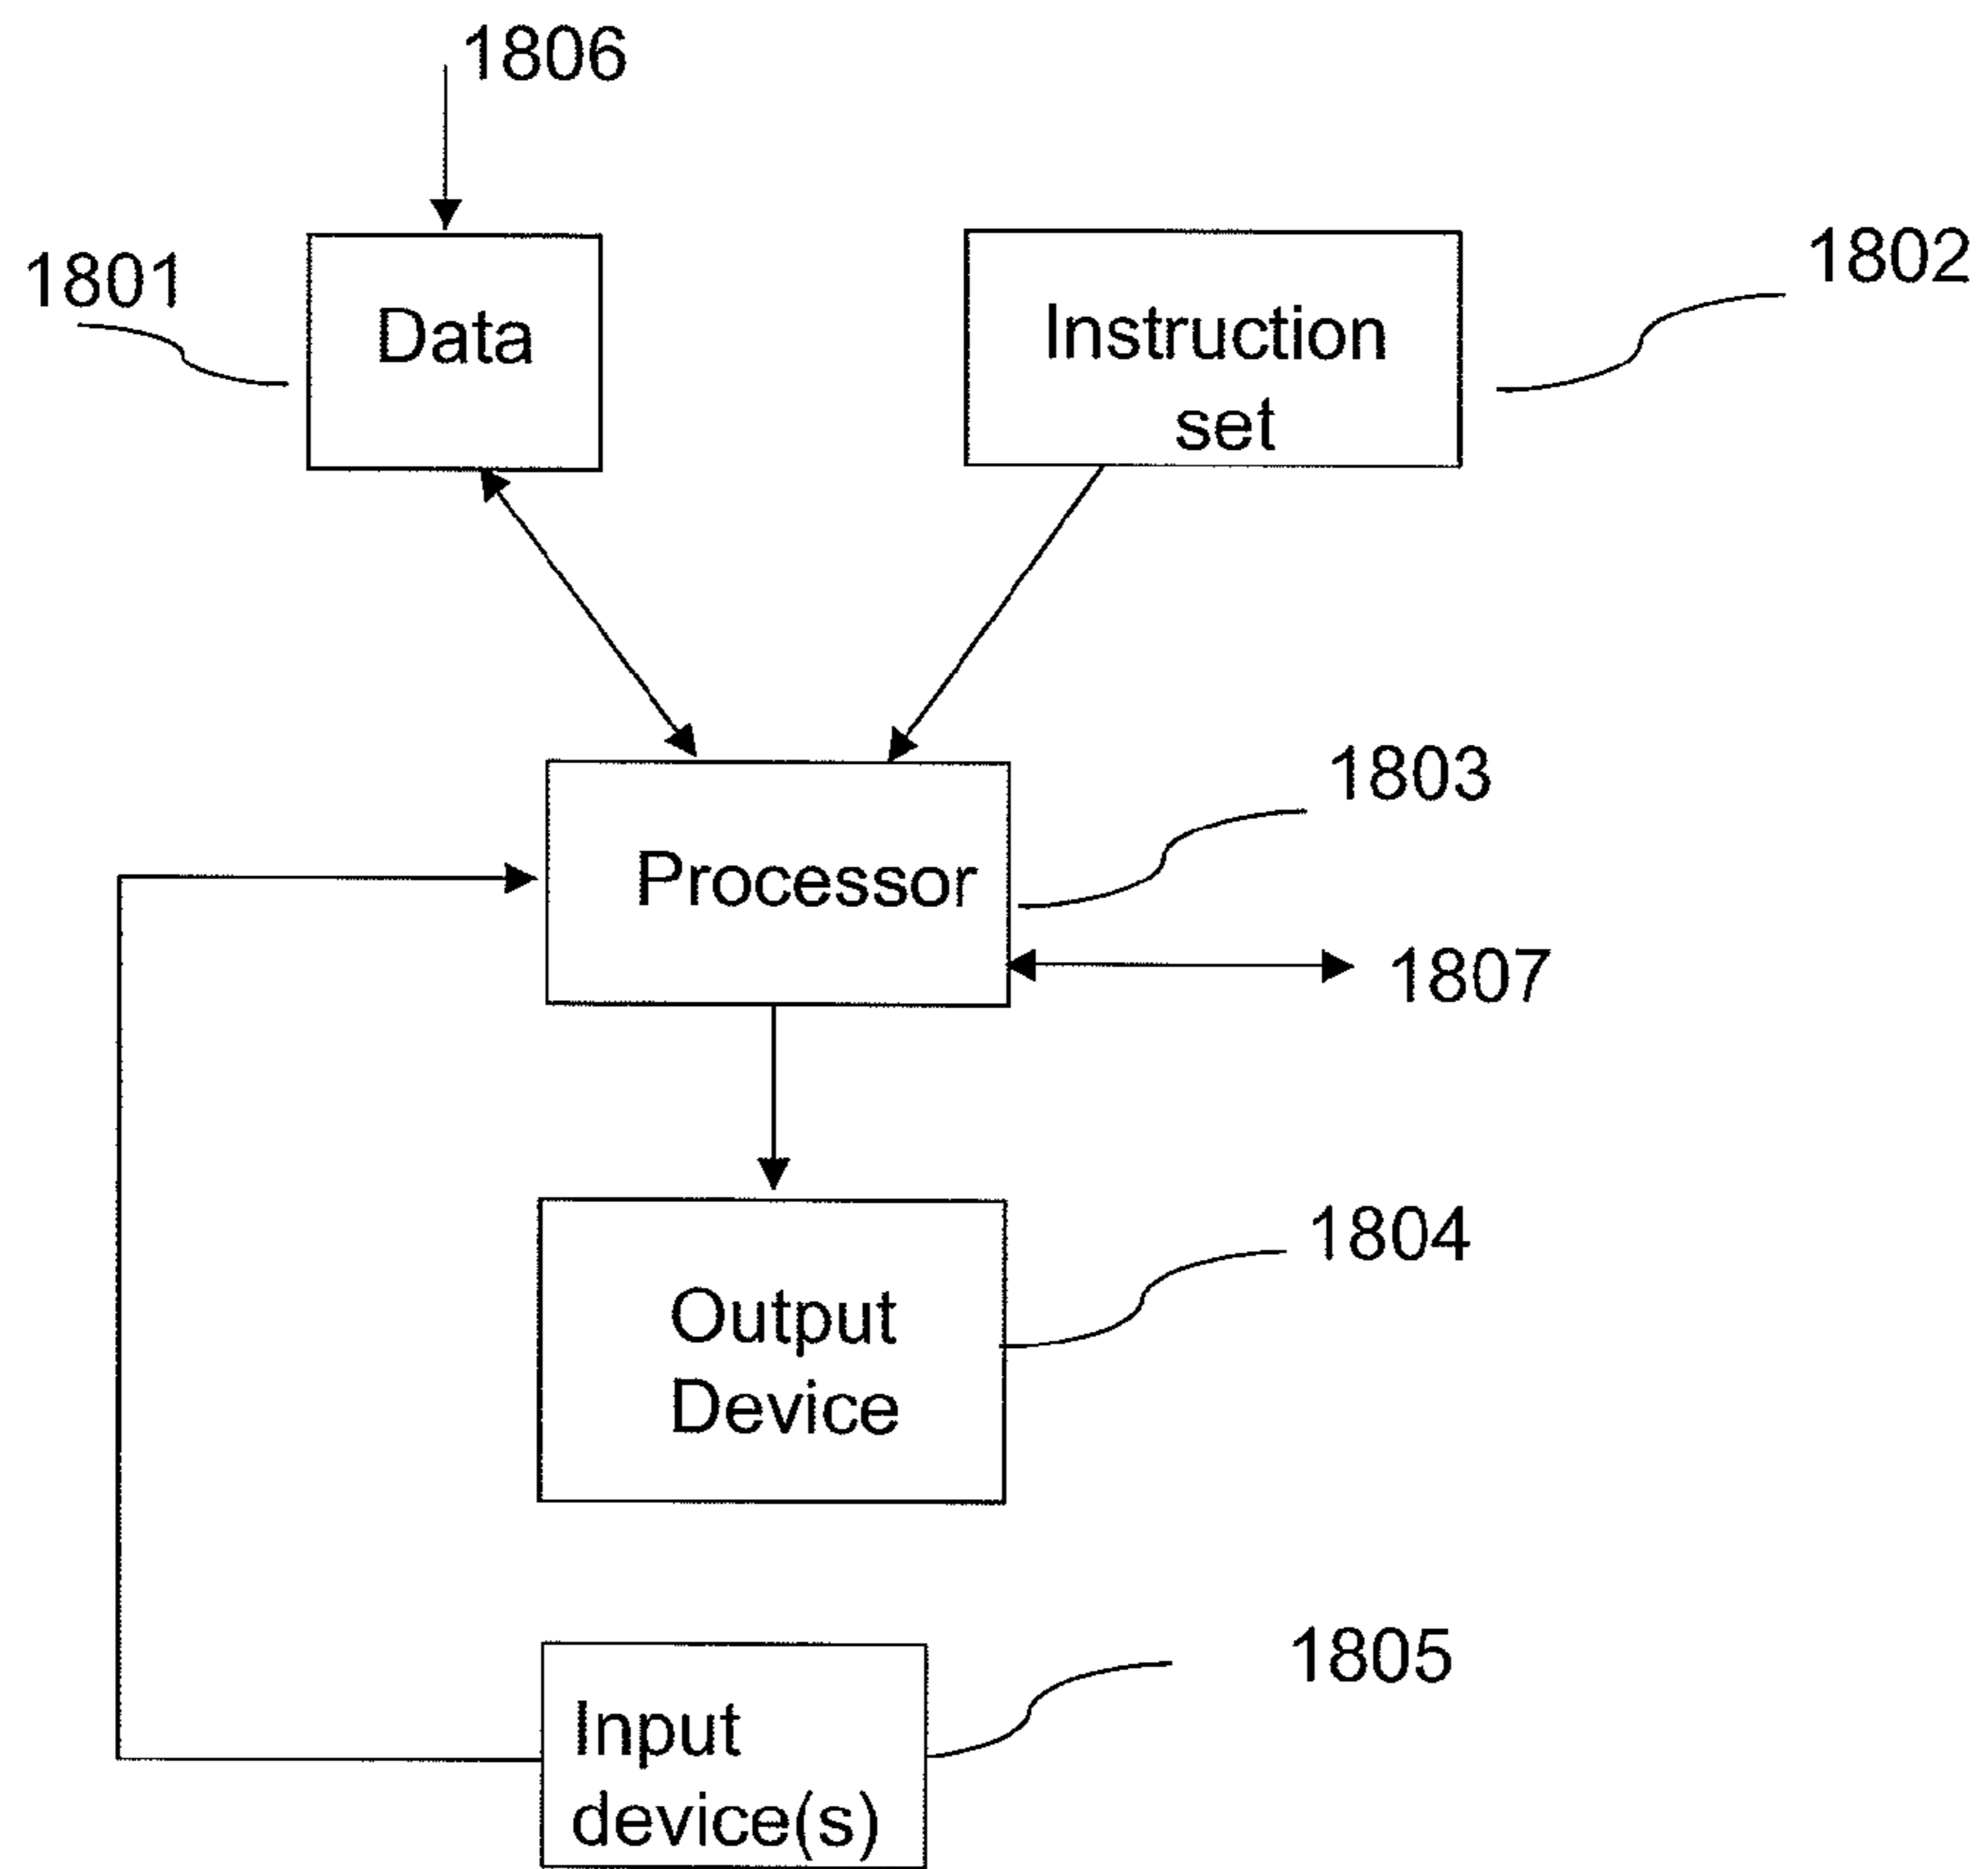 1806
1801
Data
Instruction
set
1802
Processor
1803
1807
Output
Device
1804
Input
device(s)
1805